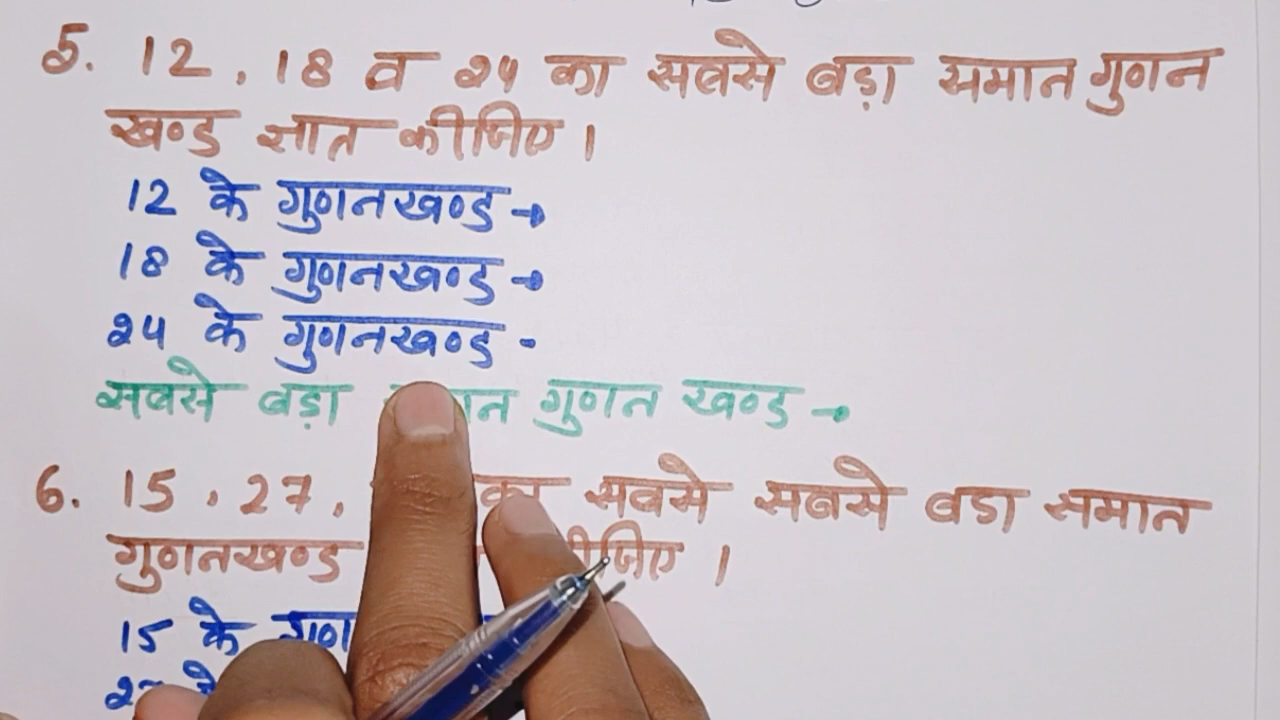 5. 12, 18 व 24 का सबसे बड़ा समान गुणन
खण्ड ज्ञात कीजिए।
12 के गुणनखण्ड →
18 के गुणनखण्ड →
24 के गुणनखण्ड -
सबसे बड़ा गुणन खण्ड →
6. 15, 27, का सबसे सबसे बडा समान
गुणनखण्ड
15 के